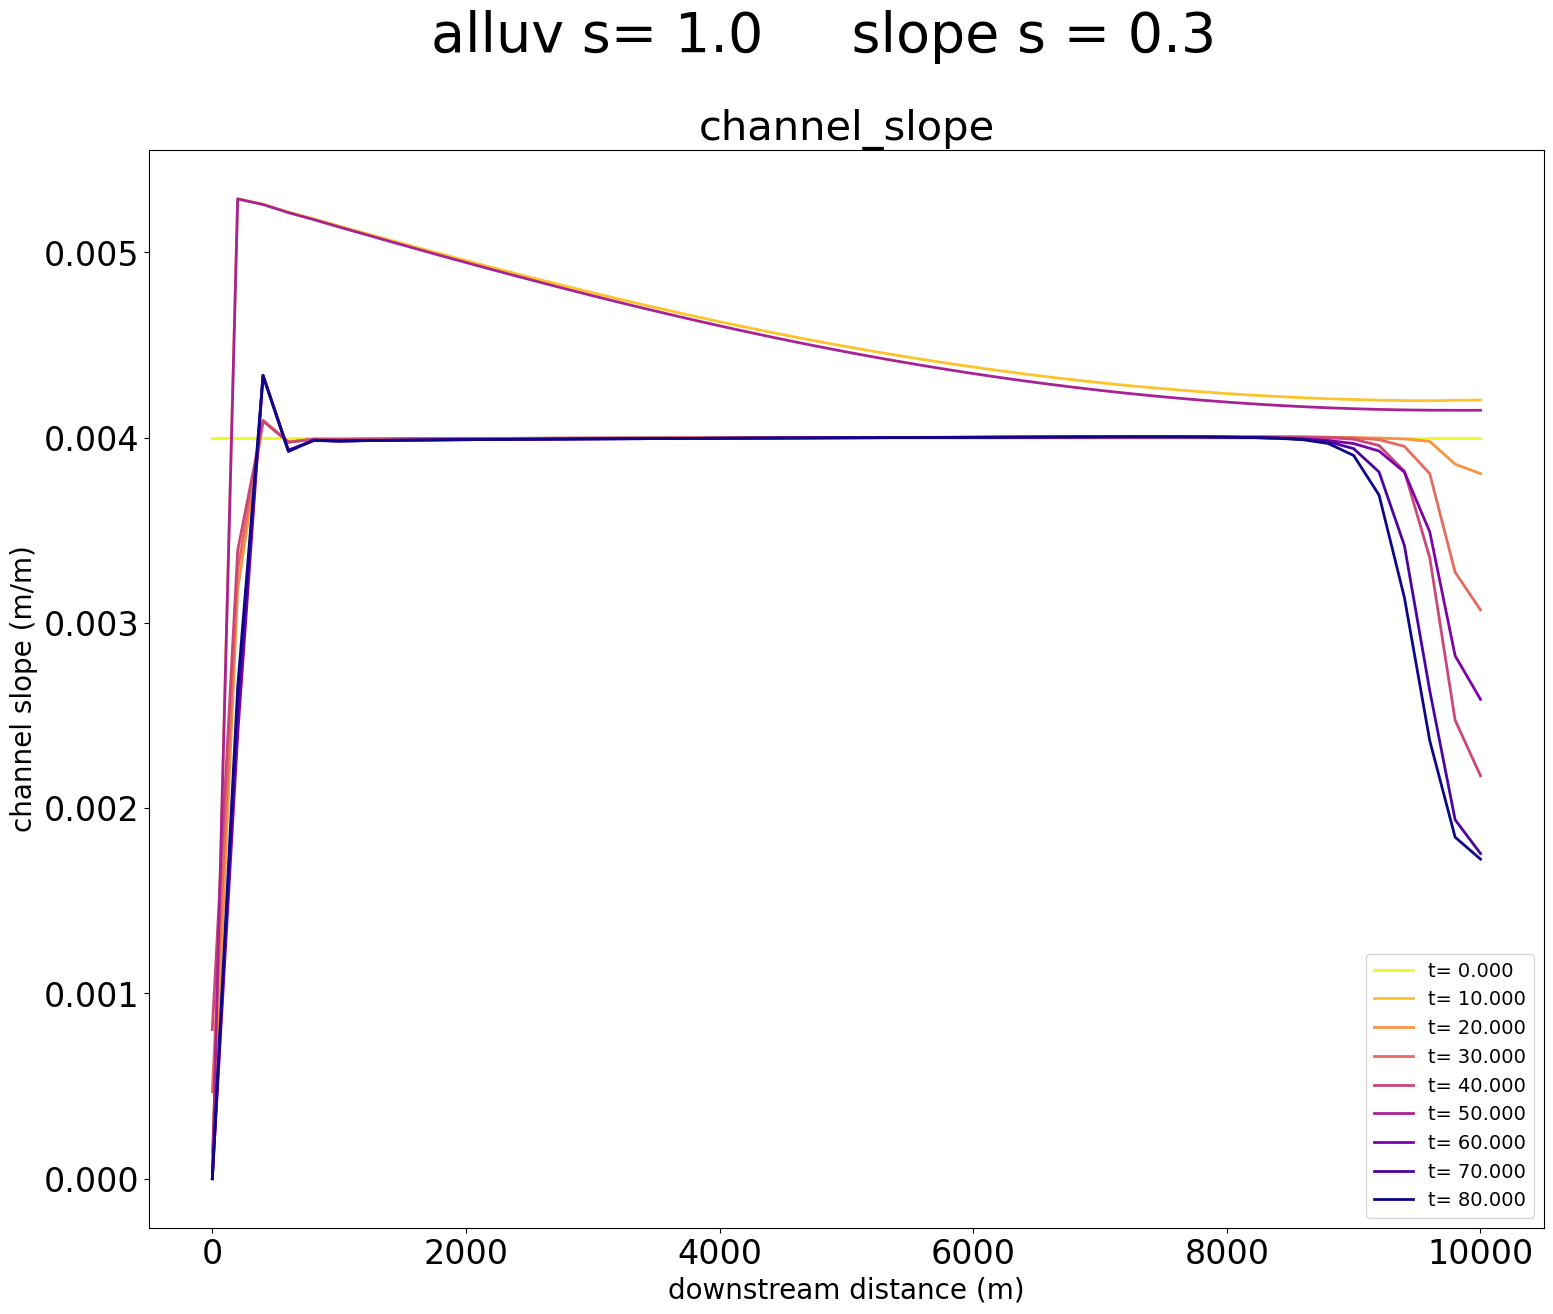 alluv s= 1.0 slope s = 0.3
channel_slope
channel slope (m/m)
0.005
0.004
0.003
0.002
0.001
0.000
0 2000 4000 6000 8000 10000
downstream distance (m)
t= 0.000
t= 10.000
t= 20.000
t= 30.000
t= 40.000
t= 50.000
t= 60.000
t= 70.000
t= 80.000